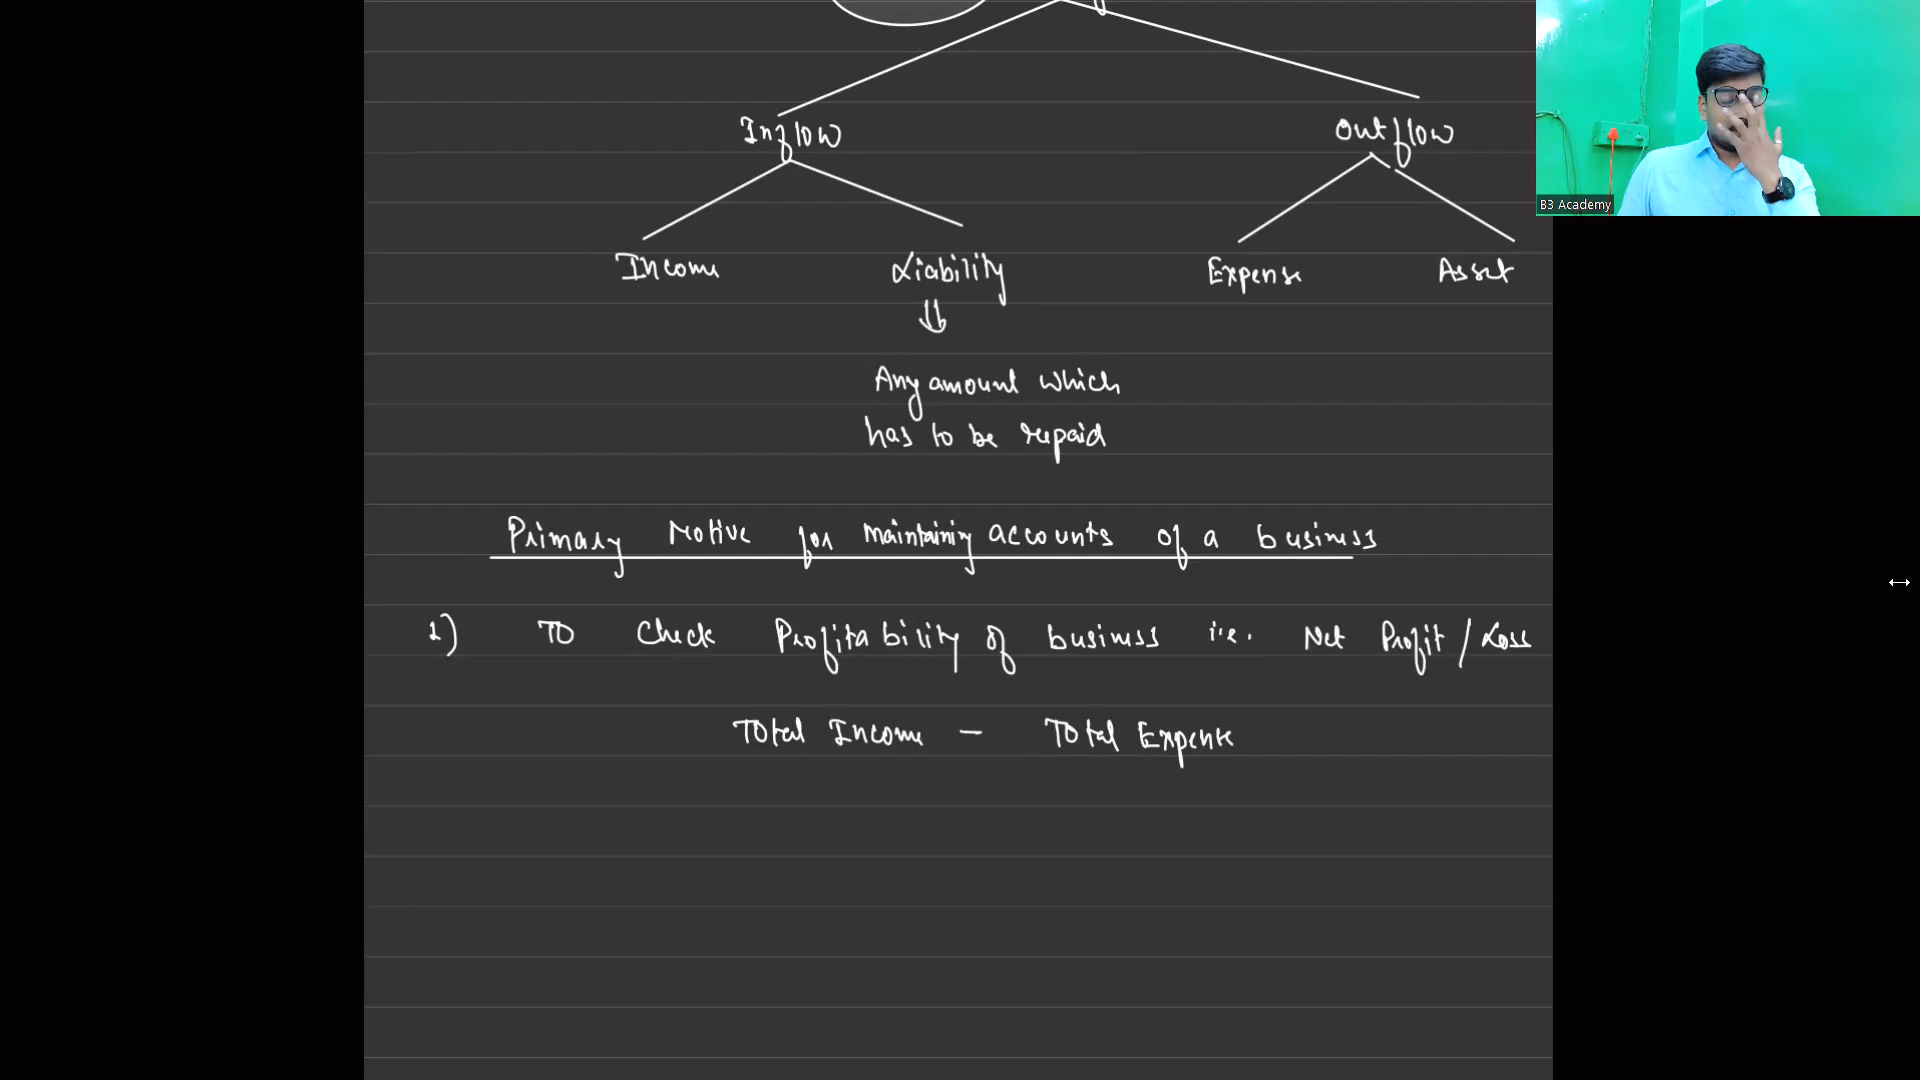 Inflow Outflow
Income Liability Expense Asset
Any amount which
has to be repaid
Primary Motive for maintaining accounts of a business
1) To Check Profitability of business i.e. Net Profit / Loss
Total Income - Total Expense
B3 Academy